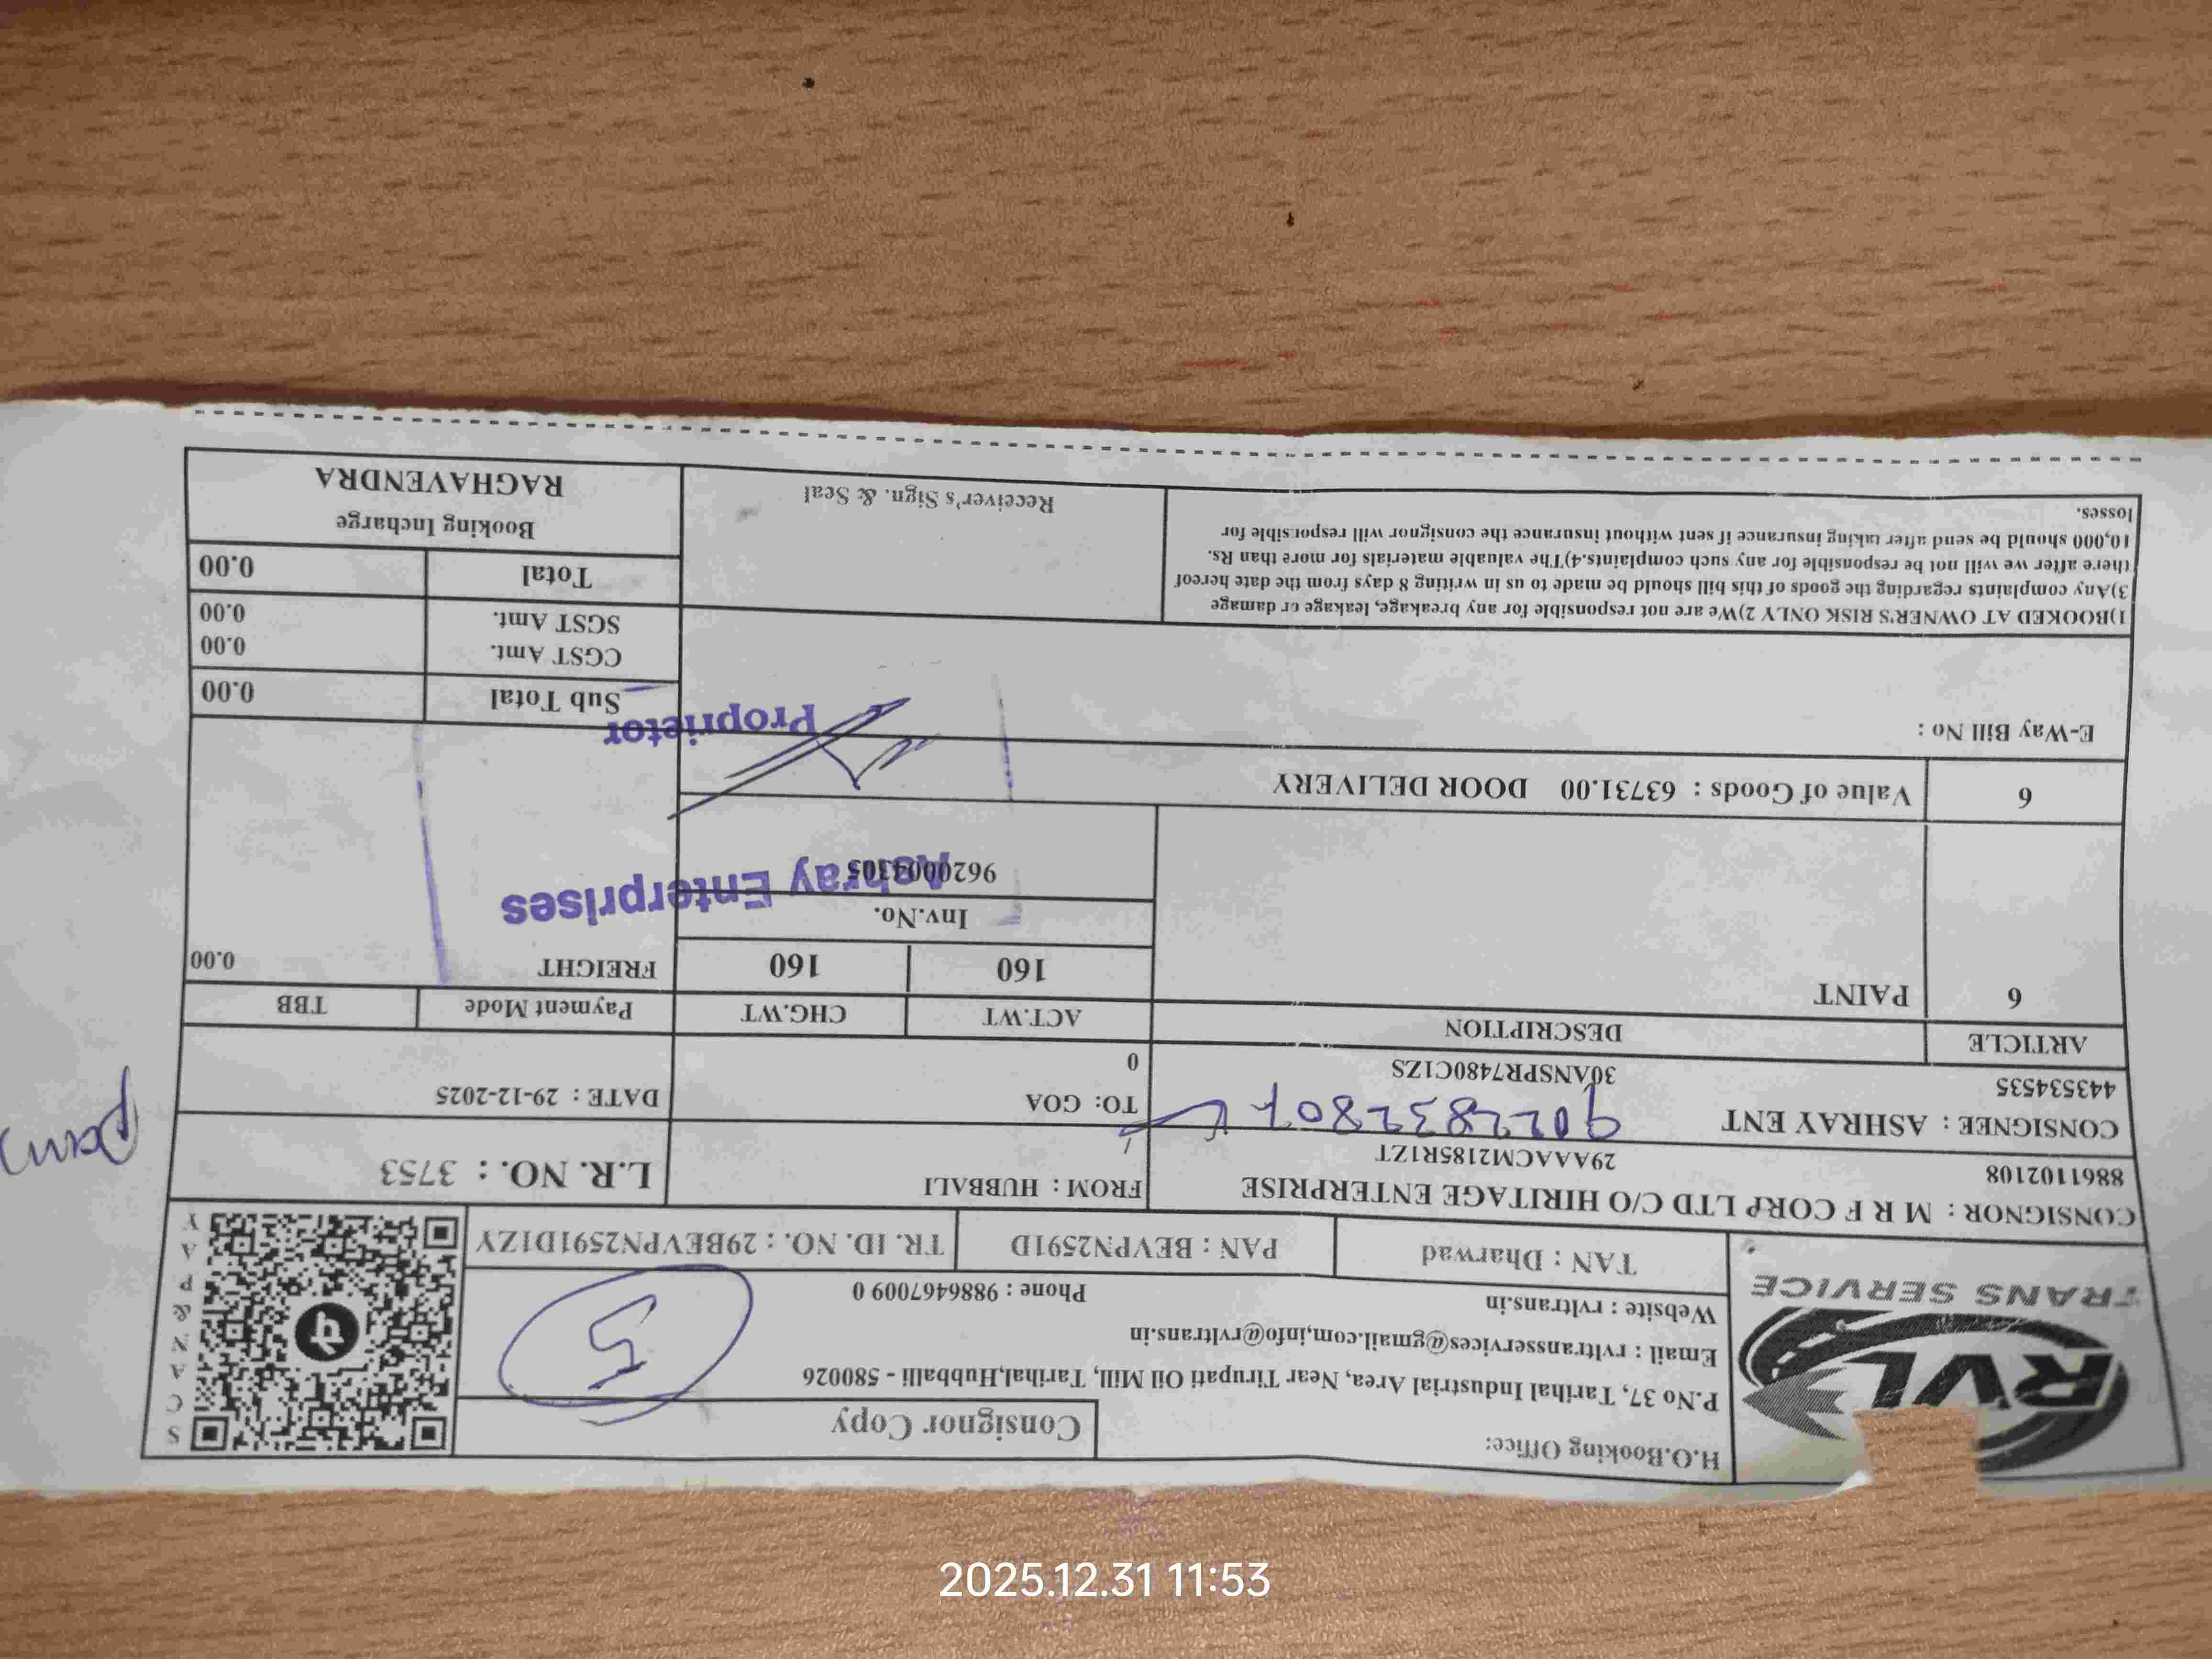 RVL
TRANS SERVICE
H.O.Booking Office:
Consignor Copy
P.No 37, Tarihal Industrial Area, Near Tirupati Oil Mill, Tarihal,Hubballi - 580026
Email : rvltransservices@gmail.com,info@rvltrans.in
Website : rvltrans.in
Phone : 9886467009 0
5
TAN : Dharwad
PAN : BEVPN2591D
TR. ID. NO. : 29BEVPN2591D1ZY
SCAN & PAY
CONSIGNOR : M R F CORP LTD C/O HIRITAGE ENTERPRISE
8861102108
29AAACM2185R1ZT
FROM : HUBBALI
L.R. NO. : 3753
CONSIGNEE : ASHRAY ENT
443534535
30ANSPR7480C1ZS
TO: GOA
0
DATE : 29-12-2025
ARTICLE
DESCRIPTION
ACT.WT
CHG.WT
Payment Mode
TBB
6
PAINT
160
160
FREIGHT
0.00
Inv.No.
9620004305
Ashray Enterprises
6
Value of Goods : 63731.00 DOOR DELIVERY
Proprietor
E-Way Bill No :
Sub Total
0.00
CGST Amt.
0.00
SGST Amt.
0.00
Total
0.00
1)BOOKED AT OWNER'S RISK ONLY 2)We are not responsible for any breakage, leakage or damage
3)Any complaints regarding the goods of this bill should be made to us in writing 8 days from the date hereof
there after we will not be responsible for any such complaints.4)The valuable materials for more than Rs.
10,000 should be send after taking insurance if sent without insurance the consignor will responsible for
losses.
Receiver's Sign. & Seal
Booking Incharge
RAGHAVENDRA
2025.12.31 11:53